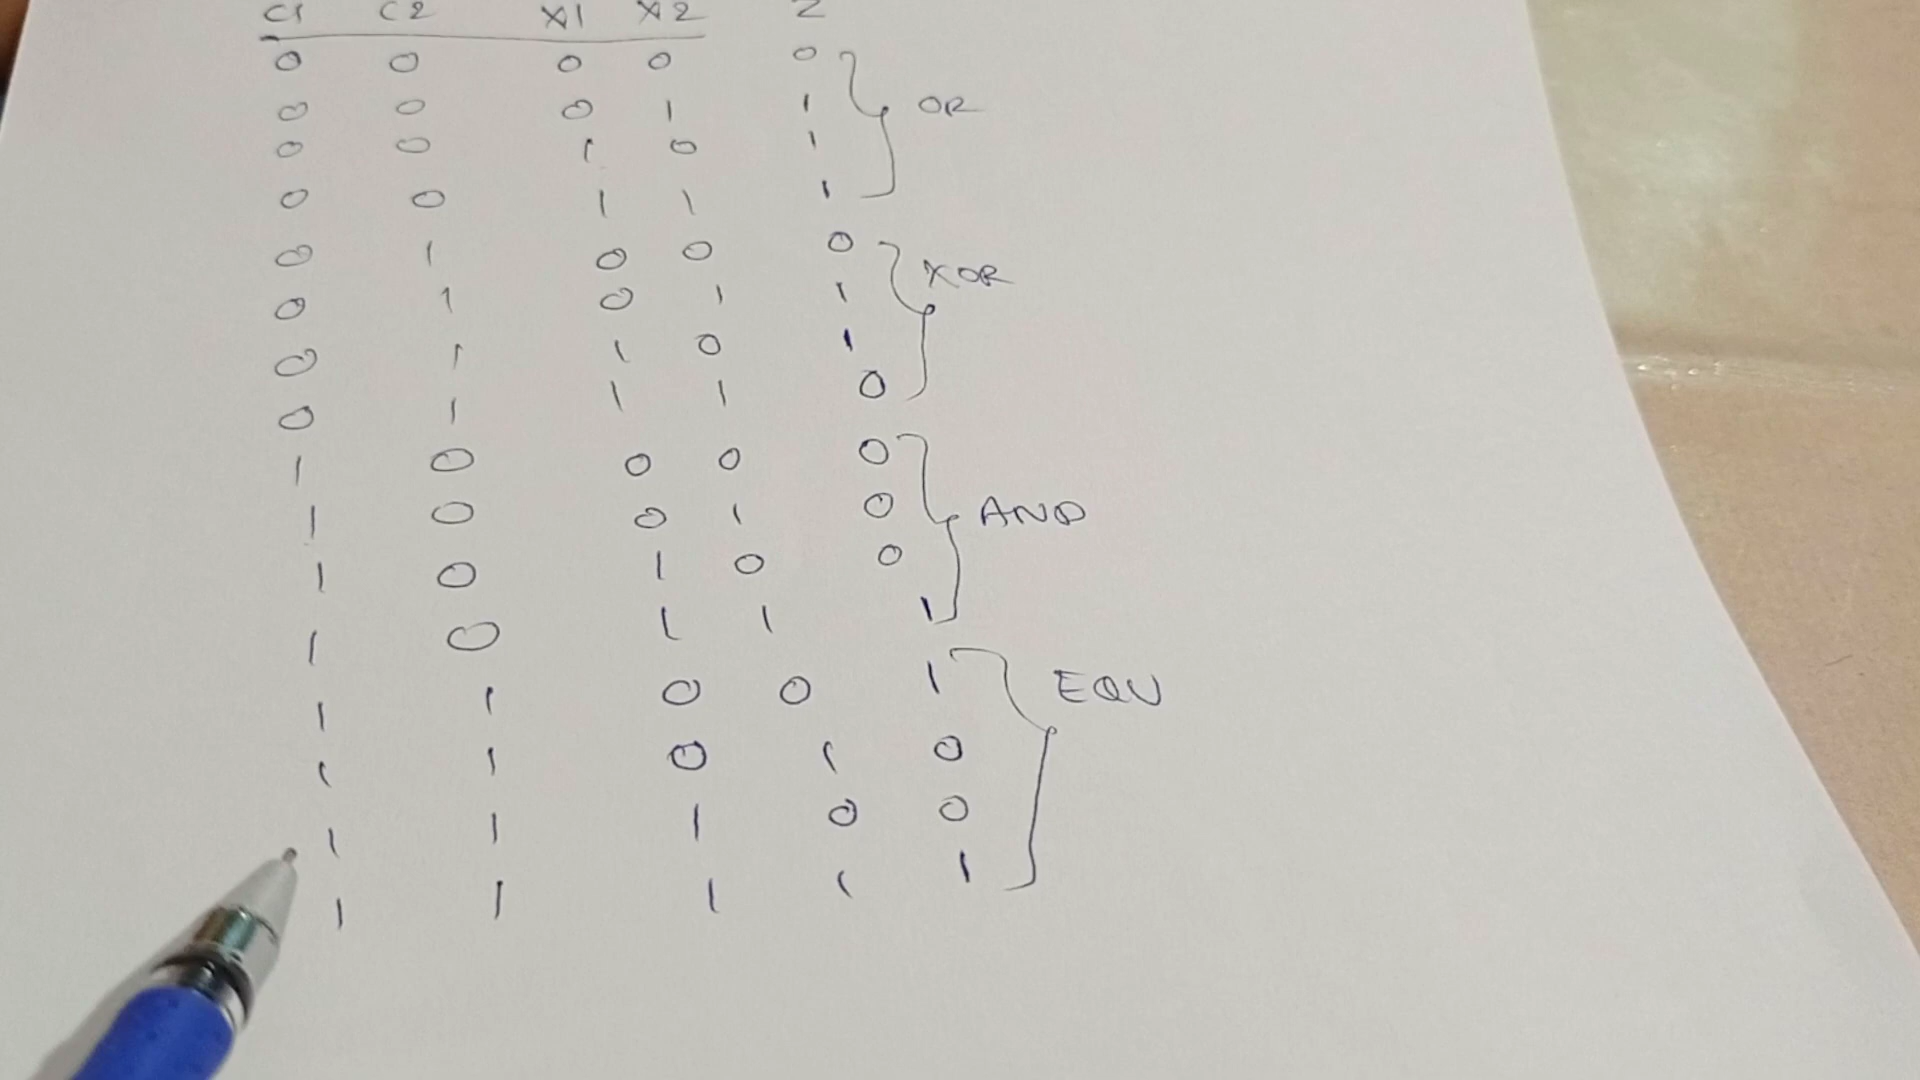 C1 C2 X1 X2 Z
0 0 0 0 0
0 0 0 1 1 OR
0 0 1 0 1
0 0 1 1 1
0 1 0 0 0 XOR
0 1 0 1 1
0 1 1 0 1
0 1 1 1 0
1 0 0 0 0
1 0 0 1 0 AND
1 0 1 0 0
1 0 1 1 1
1 1 0 0 1 EQU
1 1 0 1 0
1 1 1 0 0
1 1 1 1 1